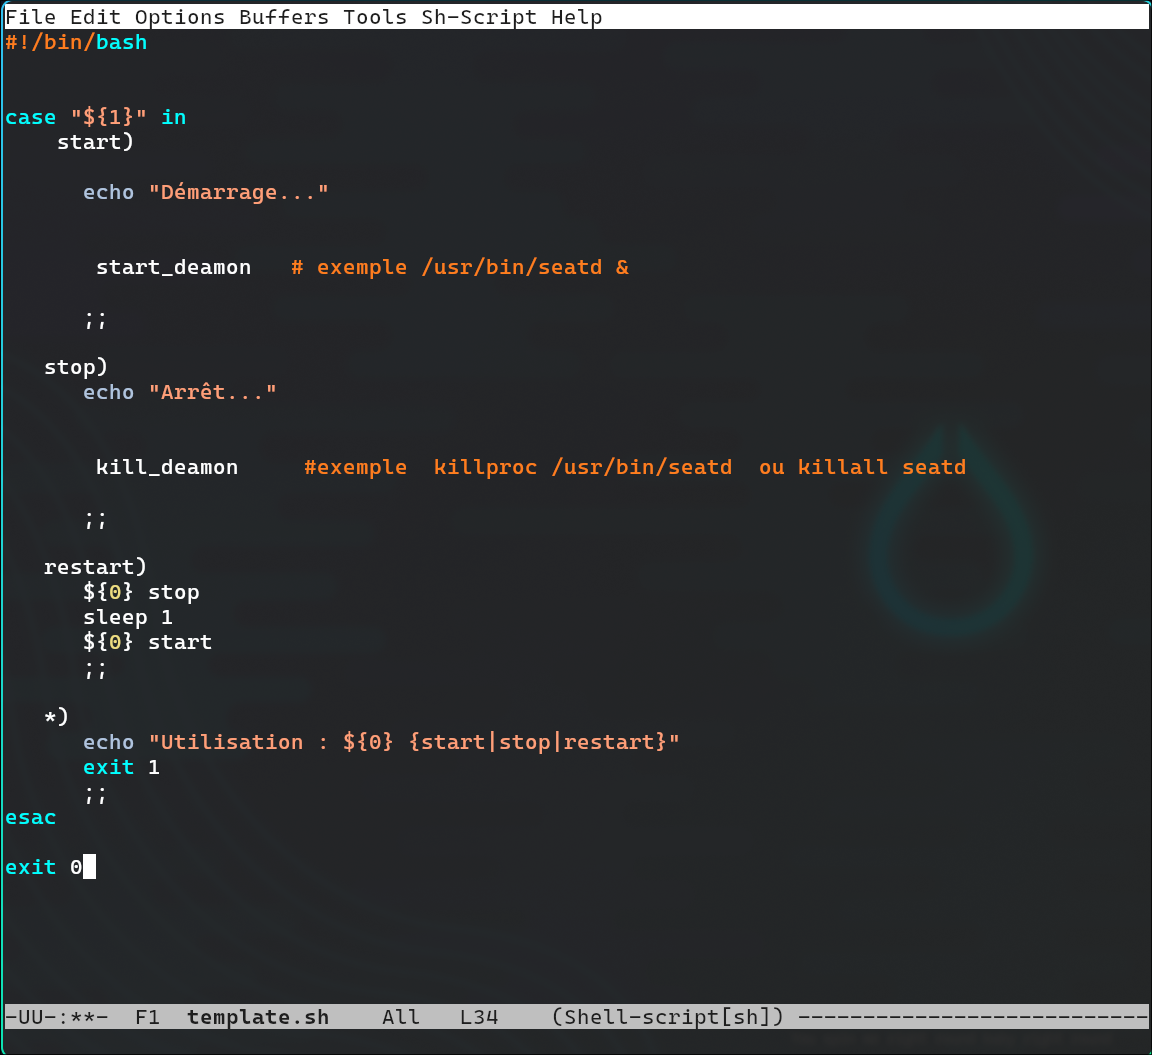 File Edit Options Buffers Tools Sh-Script Help
#!/bin/bash
case "${1}" in
start)
echo "Démarrage..."
start_deamon   # exemple /usr/bin/seatd &
;;
stop)
echo "Arrêt..."
kill_deamon     #exemple  killproc /usr/bin/seatd  ou killall seatd
;;
restart)
${0} stop
sleep 1
${0} start
;;
*)
echo "Utilisation : ${0} {start|stop|restart}"
exit 1
;;
esac
exit 0
-UU-:**-  F1  template.sh    All   L34    (Shell-script[sh]) ---------------------------